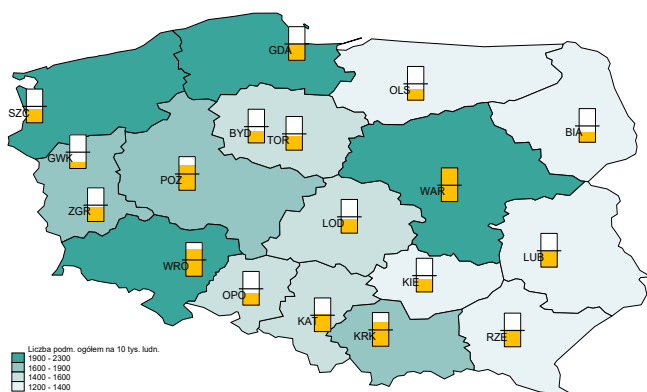 GDA
OLS
SZC
BYD
TOR
BIA
GWK
POZ
WAR
ZGR
LOD
LUB
WRO
KIE
OPO
KAT
KRK
RZE
Liczba podm. ogółem na 10 tys. ludn.
1900 - 2300
1600 - 1900
1400 - 1600
1200 - 1400